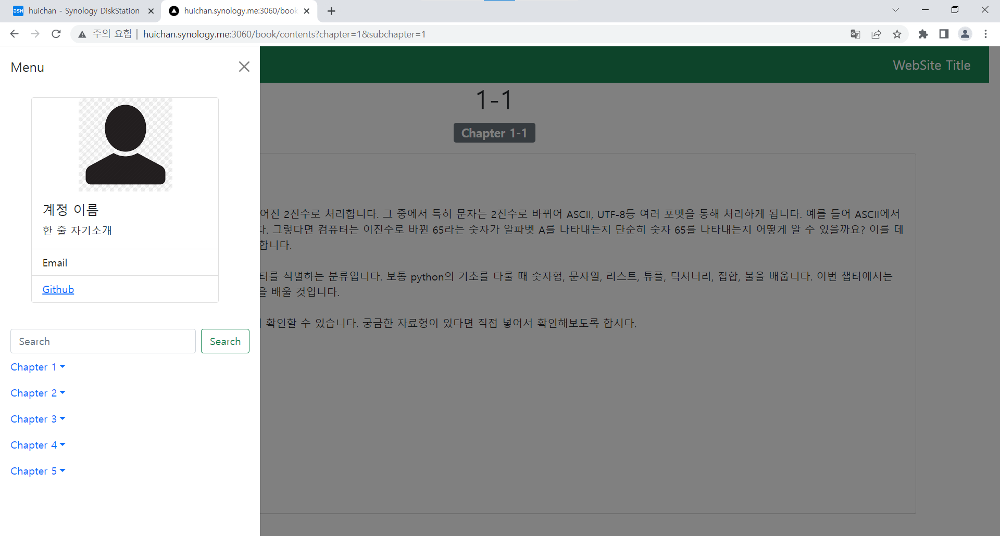 huichan - Synology DiskStation
huichan.synology.me:3060/book
주의 요함 | huichan.synology.me:3060/book/contents?chapter=1&subchapter=1
Menu
계정 이름
한 줄 자기소개
Email
Github
Search Search
Chapter 1
Chapter 2
Chapter 3
Chapter 4
Chapter 5
WebSite Title
1-1
Chapter 1-1
어진 2진수로 처리합니다. 그 중에서 특히 문자는 2진수로 바뀌어 ASCII, UTF-8등 여러 포멧을 통해 처리하게 됩니다. 예를 들어 ASCII에서
다. 그렇다면 컴퓨터는 이진수로 바뀐 65라는 숫자가 알파벳 A를 나타내는지 단순히 숫자 65를 나타내는지 어떻게 알 수 있을까요? 이를 데
합니다.
터를 식별하는 분류입니다. 보통 python의 기초를 다룰 때 숫자형, 문자열, 리스트, 튜플, 딕셔너리, 집합, 불을 배웁니다. 이번 챕터에서는
을 배울 것입니다.
확인할 수 있습니다. 궁금한 자료형이 있다면 직접 넣어서 확인해보도록 합시다.